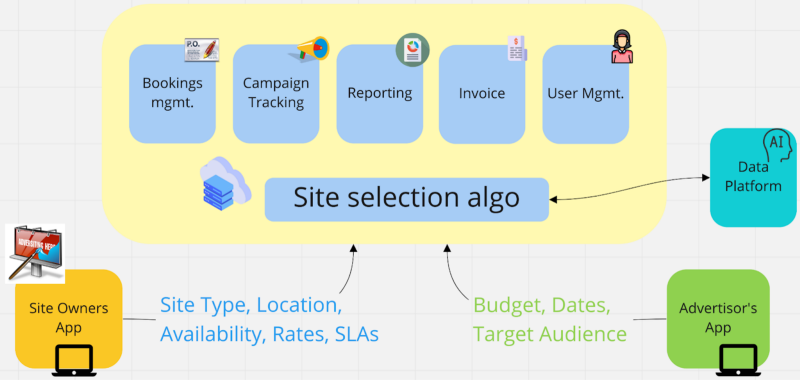 P.O.
Bookings
mgmt.
Campaign
Tracking
Reporting
$
Invoice
User Mgmt.
Site selection algo
AI
Data
Platform
ADVERTISING HERE
Site Owners
App
Site Type, Location,
Availability, Rates, SLAs
Budget, Dates,
Target Audience
Advertisor's
App